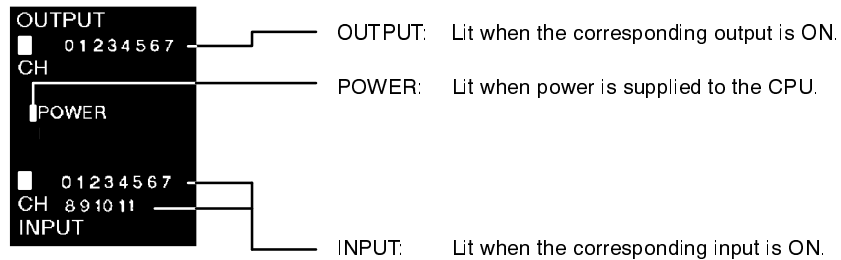 OUTPUT
01234567
CH
POWER
01234567
CH 891011
INPUT
OUTPUT: Lit when the corresponding output is ON.
POWER: Lit when power is supplied to the CPU.
INPUT: Lit when the corresponding input is ON.